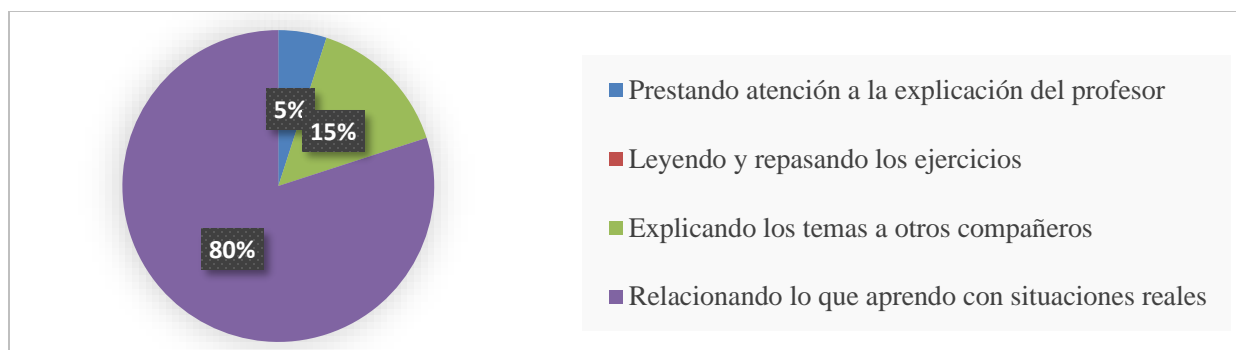 5%
15%
80%
Prestando atención a la explicación del profesor
Leyendo y repasando los ejercicios
Explicando los temas a otros compañeros
Relacionando lo que aprendo con situaciones reales